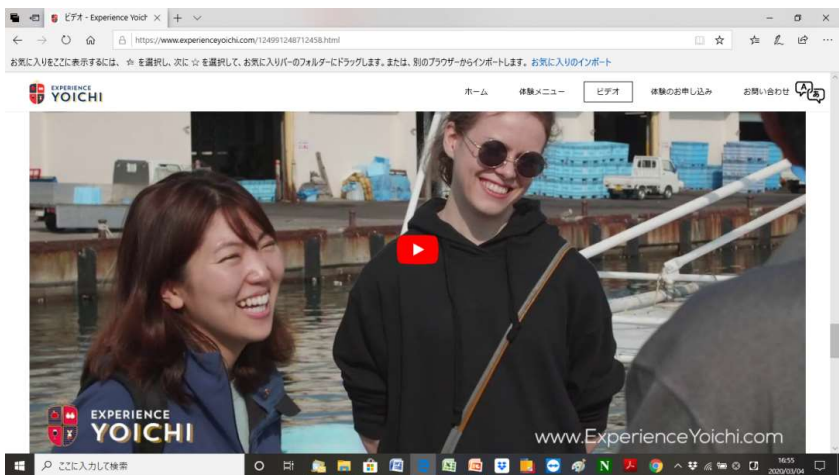 ビデオ - Experience Yoich
https://www.experienceyoichi.com/124991248712458.html
お気に入りをここに表示するには、☆ を選択し、次に ☆ を選択して、お気に入りバーのフォルダーにドラッグします。または、別のブラウザーからインポートします。 お気に入りのインポート
EXPERIENCE
YOICHI
ホーム 体験メニュー ビデオ 体験のお申し込み お問い合わせ
A あ
EXPERIENCE
YOICHI
www.ExperienceYoichi.com
ここに入力して検索
N
16:55
2020/03/04